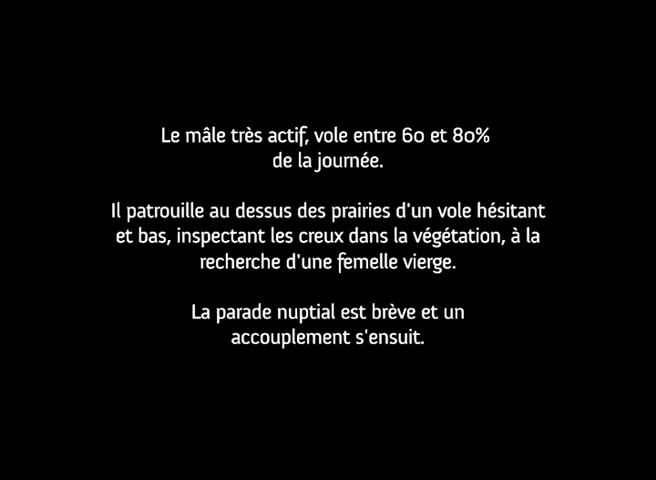 Le mâle très actif, vole entre 60 et 80%
de la journée.
Il patrouille au dessus des prairies d'un vole hésitant
et bas, inspectant les creux dans la végétation, à la
recherche d'une femelle vierge.
La parade nuptial est brève et un
accouplement s'ensuit.